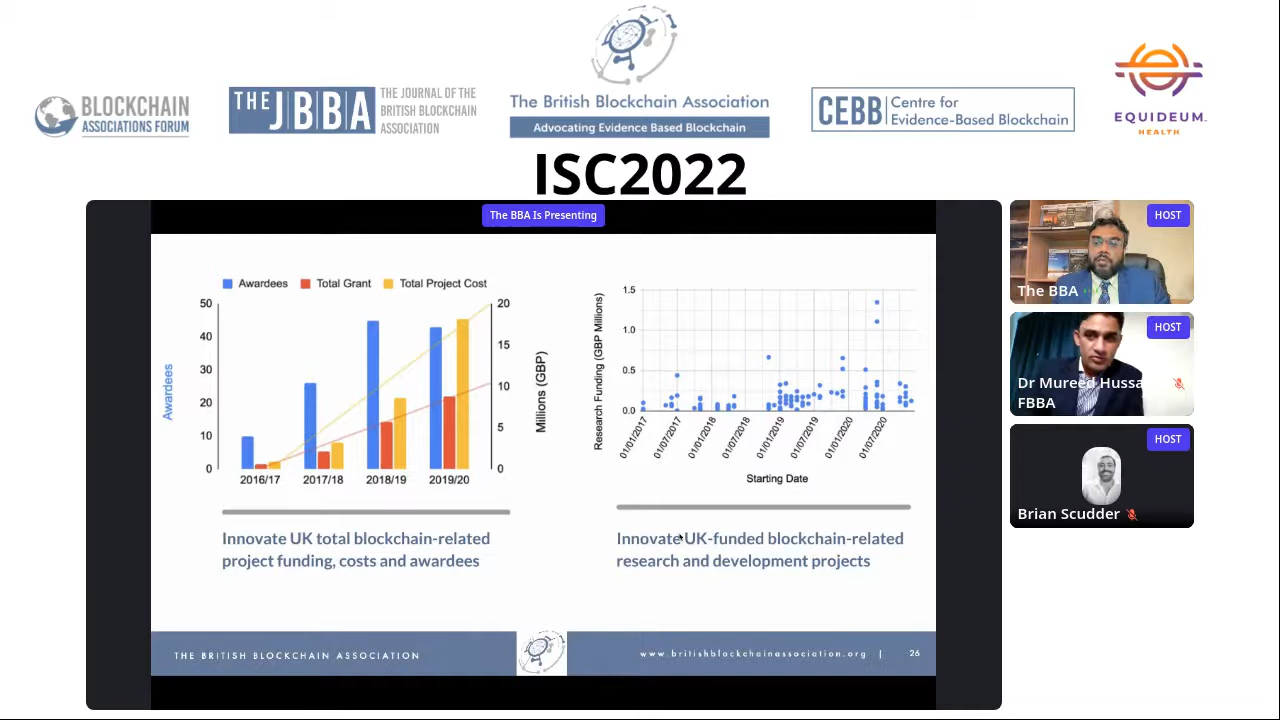 BLOCKCHAIN
ASSOCIATIONS FORUM
THE JBBA
THE JOURNAL OF THE
BRITISH BLOCKCHAIN
ASSOCIATION
The British Blockchain Association
Advocating Evidence Based Blockchain
CEBB
Centre for
Evidence-Based Blockchain
EQUIDEUM
HEALTH
ISC2022
The BBA Is Presenting
Awardees
Total Grant
Total Project Cost
50
40
30
20
10
0
Awardees
20
15
10
5
0
Millions (GBP)
2016/17
2017/18
2018/19
2019/20
Innovate UK total blockchain-related
project funding, costs and awardees
1.5
1.0
0.5
0.0
Research Funding (GBP Millions)
01/01/2017
01/07/2017
01/01/2018
01/07/2018
01/01/2019
01/07/2019
01/01/2020
01/07/2020
Starting Date
Innovate UK-funded blockchain-related
research and development projects
THE BRITISH BLOCKCHAIN ASSOCIATION
www.britishblockchainassociation.org | 26
HOST
The BBA
HOST
Dr Mureed Hussa
FBBA
HOST
Brian Scudder